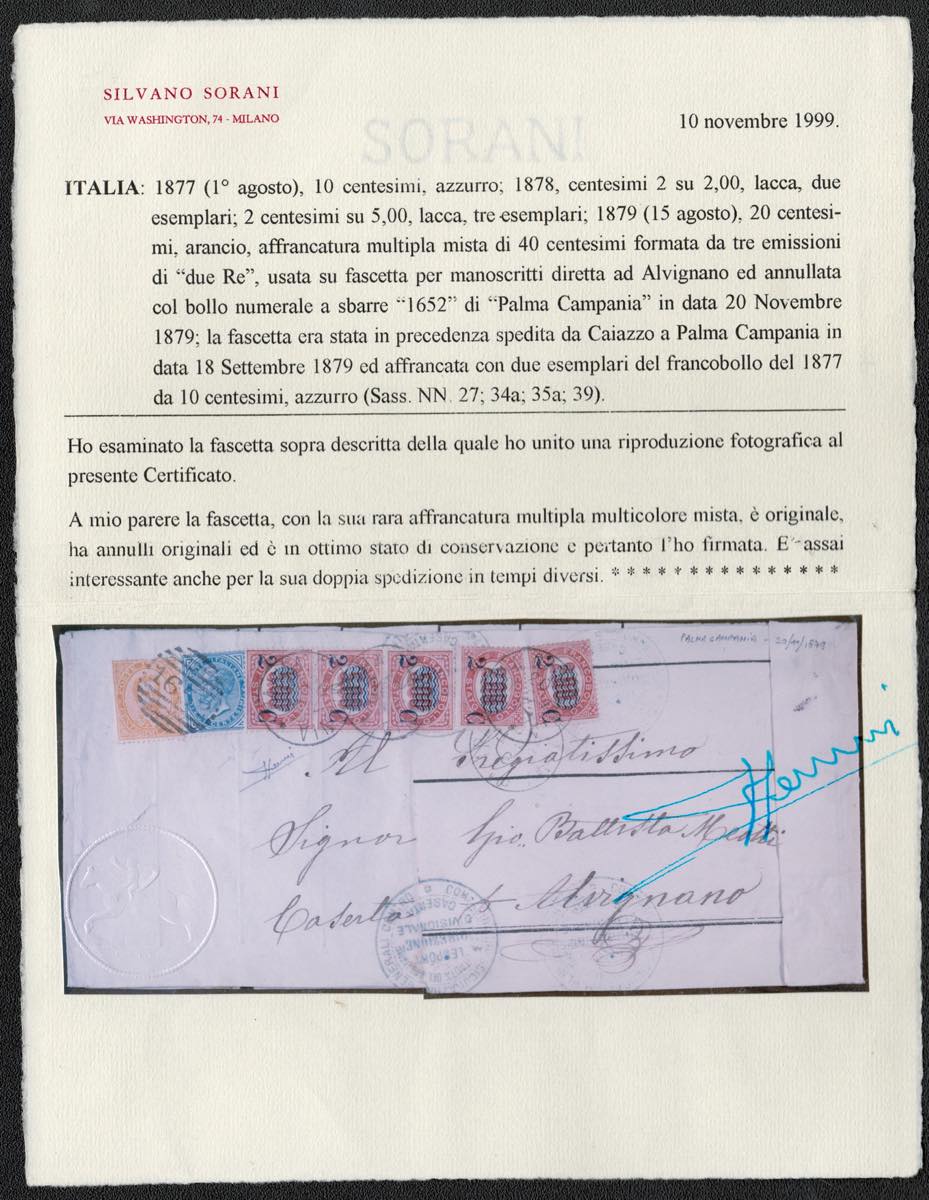 SILVANO SORANI
VIA WASHINGTON, 74 - MILANO
SORANI
10 novembre 1999.
ITALIA: 1877 (1° agosto), 10 centesimi, azzurro; 1878, centesimi 2 su 2,00, lacca, due
esemplari; 2 centesimi su 5,00, lacca, tre esemplari; 1879 (15 agosto), 20 centesi-
mi, arancio, affrancatura multipla mista di 40 centesimi formata da tre emissioni
di “due Re”, usata su fascetta per manoscritti diretta ad Alvignano ed annullata
col bollo numerale a sbarre “1652” di “Palma Campania” in data 20 Novembre
1879; la fascetta era stata in precedenza spedita da Caiazzo a Palma Campania in
data 18 Settembre 1879 ed affrancata con due esemplari del francobollo del 1877
da 10 centesimi, azzurro (Sass. NN. 27; 34a; 35a; 39).
Ho esaminato la fascetta sopra descritta della quale ho unito una riproduzione fotografica al
presente Certificato.
A mio parere la fascetta, con la sua rara affrancatura multipla multicolore mista, è originale,
ha annulli originali ed è in ottimo stato di conservazione e pertanto l’ho firmata. E’ assai
interessante anche per la sua doppia spedizione in tempi diversi. * * * * * * * * * * * * * * *
PALMA CAMPANIA - 20/11/1879
Al Pregiatissimo
Signor Gio. Battista
Caserta Alvignano